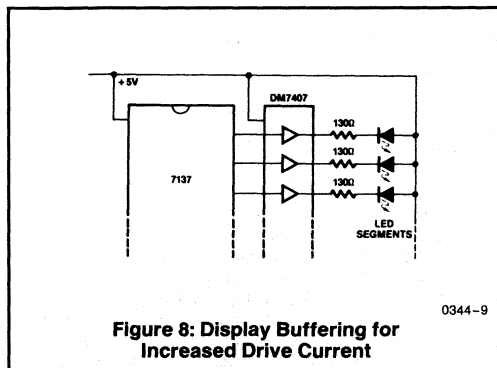 +5V
DM7407
130Ω
130Ω
130Ω
7137
LED
SEGMENTS
0344-9
Figure 8: Display Buffering for
Increased Drive Current